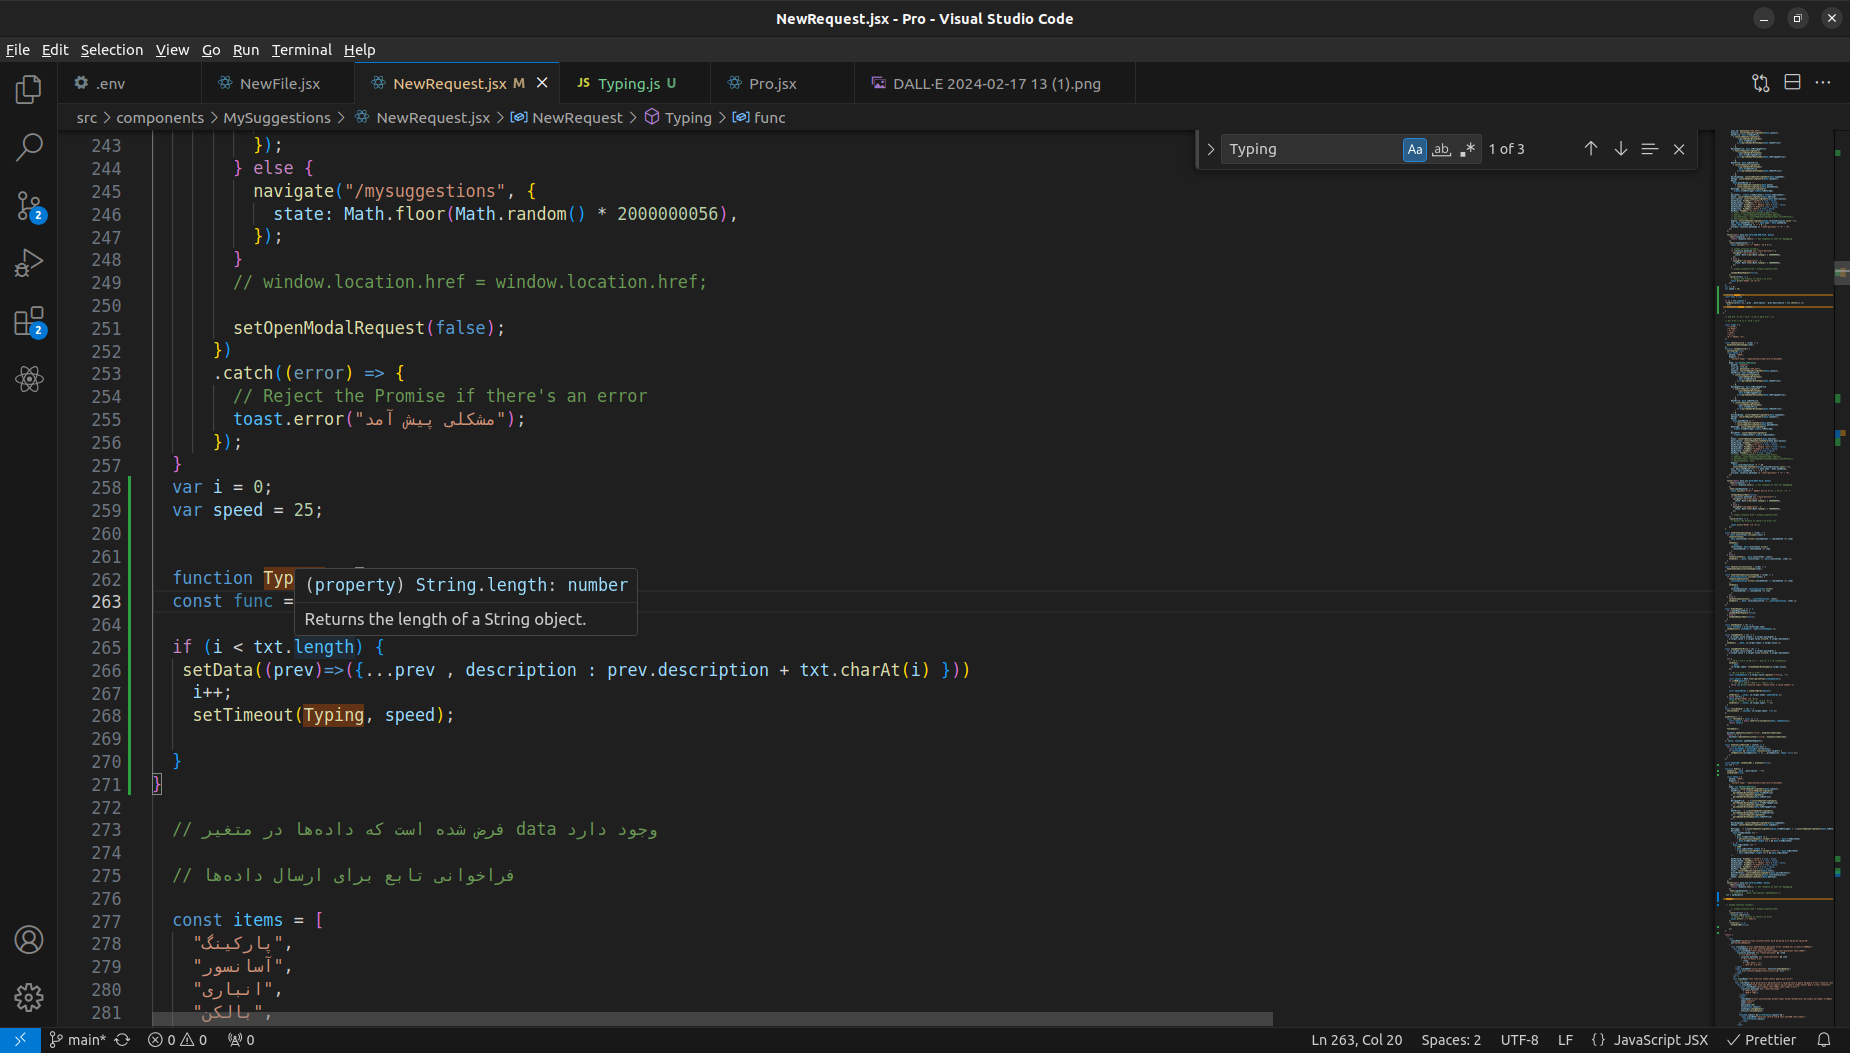 NewRequest.jsx - Pro - Visual Studio Code
File Edit Selection View Go Run Terminal Help
.env NewFile.jsx NewRequest.jsx M JS Typing.js U Pro.jsx DALL·E 2024-02-17 13 (1).png
src > components > MySuggestions > NewRequest.jsx > NewRequest > Typing > func
Typing Aa ab 1 of 3
243 });
244 } else {
245 navigate("/mysuggestions", {
246 state: Math.floor(Math.random() * 2000000056),
247 });
248 }
249 // window.location.href = window.location.href;
250
251 setOpenModalRequest(false);
252 })
253 .catch((error) => {
254 // Reject the Promise if there's an error
255 toast.error("مشکلی پیش آمد");
256 });
257 }
258 var i = 0;
259 var speed = 25;
260
261
262 function Typ
263 const func =
(property) String.length: number
Returns the length of a String object.
264
265 if (i < txt.length) {
266 setData((prev)=>({...prev , description : prev.description + txt.charAt(i) }))
267 i++;
268 setTimeout(Typing, speed);
269
270 }
271 }
272
273 // فرض شده است که داده‌ها در متغیر data وجود دارد
274
275 // فراخوانی تابع برای ارسال داده‌ها
276
277 const items = [
278 "پارکینگ",
279 "آسانسور",
280 "انباری",
281 "بالکن",
2
2
main* 0 0 0 Ln 263, Col 20 Spaces: 2 UTF-8 LF {} JavaScript JSX Prettier